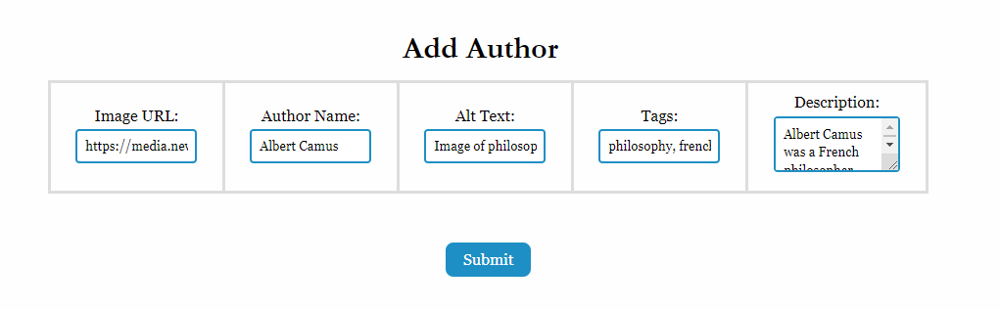 Add Author
Image URL:
https://media.nev
Author Name:
Albert Camus
Alt Text:
Image of philosop
Tags:
philosophy, frencl
Description:
Albert Camus
was a French
philosopher
Submit